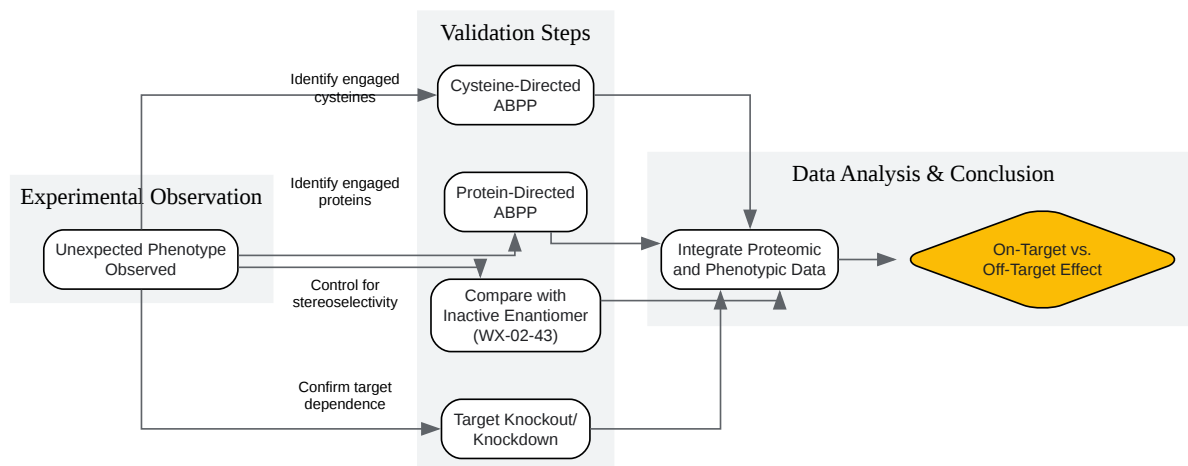 Validation Steps
Identify engaged
cysteines
Cysteine-Directed
ABPP
Experimental Observation
Unexpected Phenotype
Observed
Identify engaged
proteins
Protein-Directed
ABPP
Control for
stereoselectivity
Compare with
Inactive Enantiomer
(WX-02-43)
Confirm target
dependence
Target Knockout/
Knockdown
Data Analysis & Conclusion
Integrate Proteomic
and Phenotypic Data
On-Target vs.
Off-Target Effect